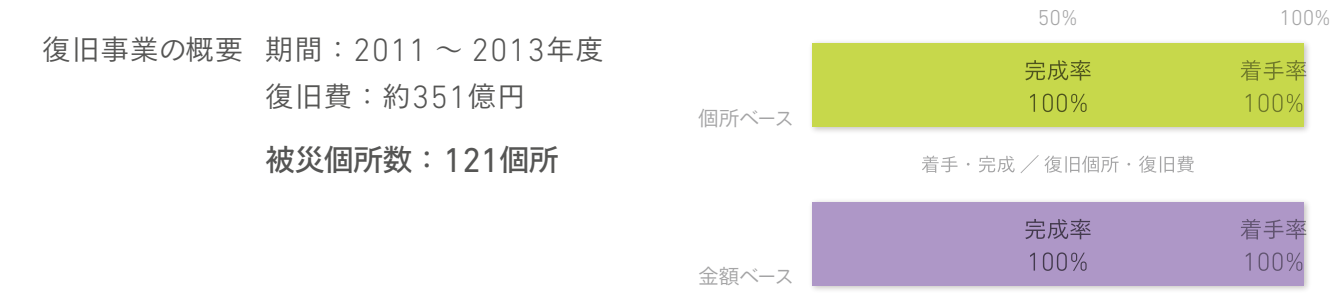 復旧事業の概要 期間：2011 ～ 2013年度
復旧費：約351億円
被災個所数：121個所
50% 100%
個所ベース
完成率 着手率
100% 100%
着手・完成 ／ 復旧個所・復旧費
金額ベース
完成率 着手率
100% 100%